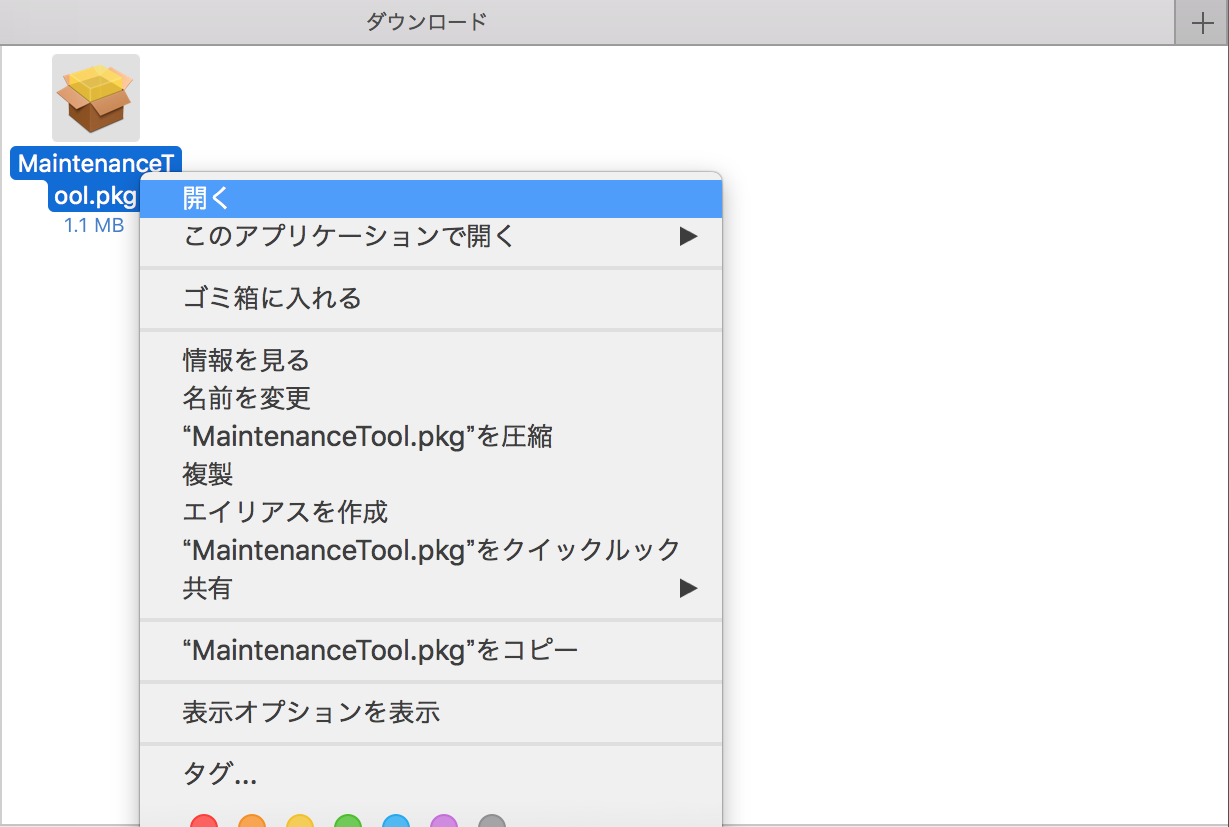 ダウンロード
MaintenanceT
ool.pkg
1.1 MB
開く
このアプリケーションで開く
ゴミ箱に入れる
情報を見る
名前を変更
“MaintenanceTool.pkg”を圧縮
複製
エイリアスを作成
“MaintenanceTool.pkg”をクイックルック
共有
“MaintenanceTool.pkg”をコピー
表示オプションを表示
タグ...